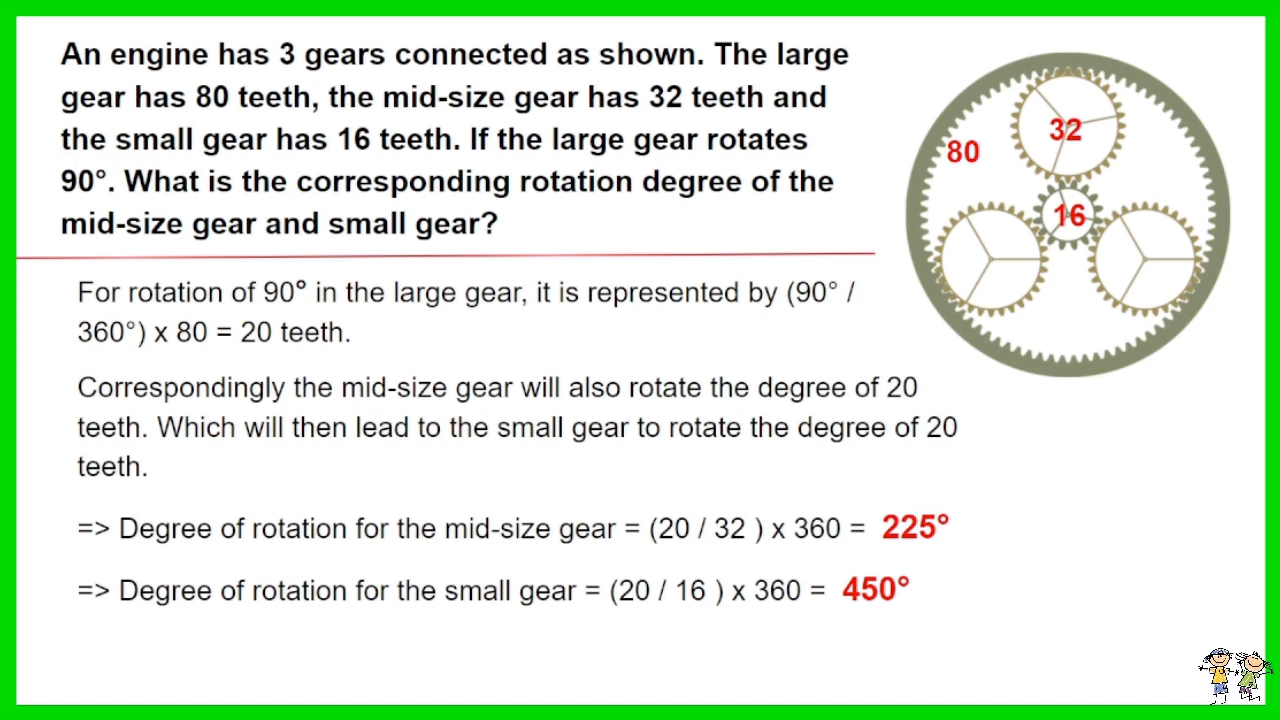 An engine has 3 gears connected as shown. The large
gear has 80 teeth, the mid-size gear has 32 teeth and
the small gear has 16 teeth. If the large gear rotates
90°. What is the corresponding rotation degree of the
mid-size gear and small gear?
80
32
16
For rotation of 90° in the large gear, it is represented by (90° /
360°) x 80 = 20 teeth.
Correspondingly the mid-size gear will also rotate the degree of 20
teeth. Which will then lead to the small gear to rotate the degree of 20
teeth.
=> Degree of rotation for the mid-size gear = (20 / 32 ) x 360 = 225°
=> Degree of rotation for the small gear = (20 / 16 ) x 360 = 450°